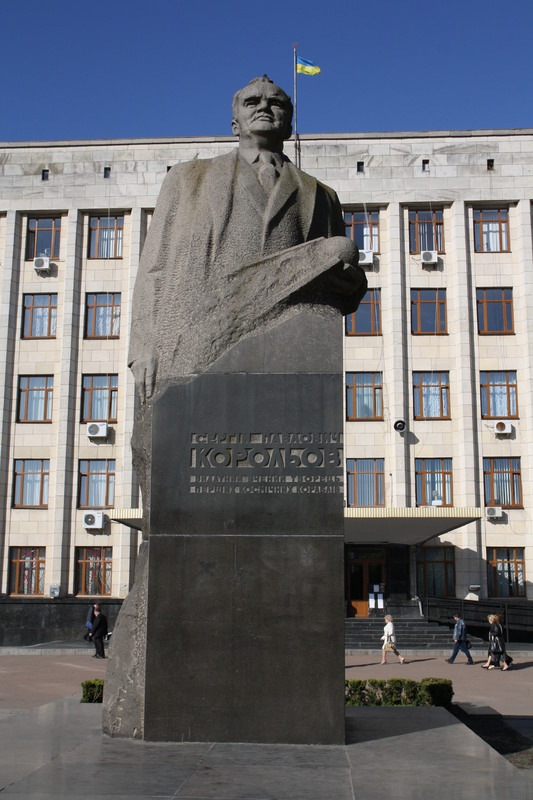 СЕРГІЙ ПАВЛОВИЧ
КОРОЛЬОВ
ВИДАТНИЙ ВЧЕНИЙ ТВОРЕЦЬ
ПЕРШИХ КОСМІЧНИХ КОРАБЛІВ